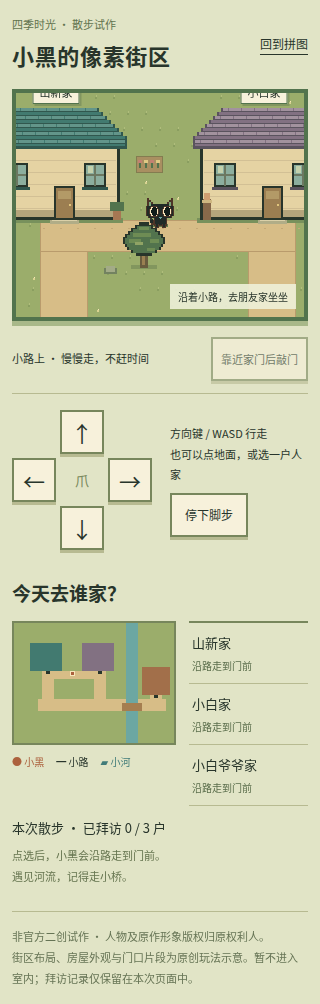 四季时光 · 散步试作
小黑的像素街区
回到拼图
山新家
小白家
沿着小路，去朋友家坐坐
小路上 · 慢慢走，不赶时间
靠近家门后敲门
↑
← 爪 →
↓
方向键 / WASD 行走
也可以点地面，或选一户人家
停下脚步
今天去谁家？
山新家
沿路走到门前
小白家
沿路走到门前
小白爷爷家
沿路走到门前
小黑 小路 小河
本次散步 · 已拜访 0 / 3 户
点选后，小黑会沿路走到门前。
遇见河流，记得走小桥。
非官方二创试作 · 人物及原作形象版权归原权利人。
街区布局、房屋外观与门口片段为原创玩法示意。暂不进入
室内；拜访记录仅保留在本次页面中。